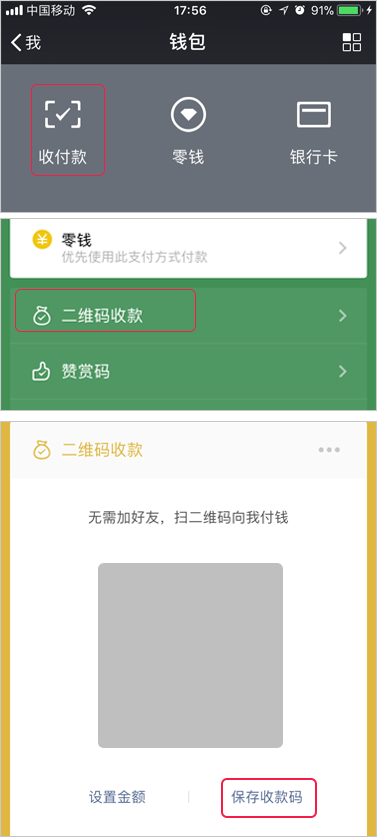 中国移动 17:56 91%
我 钱包
收付款 零钱 银行卡
零钱
优先使用此支付方式付款
二维码收款
赞赏码
二维码收款
无需加好友，扫二维码向我付钱
设置金额 保存收款码